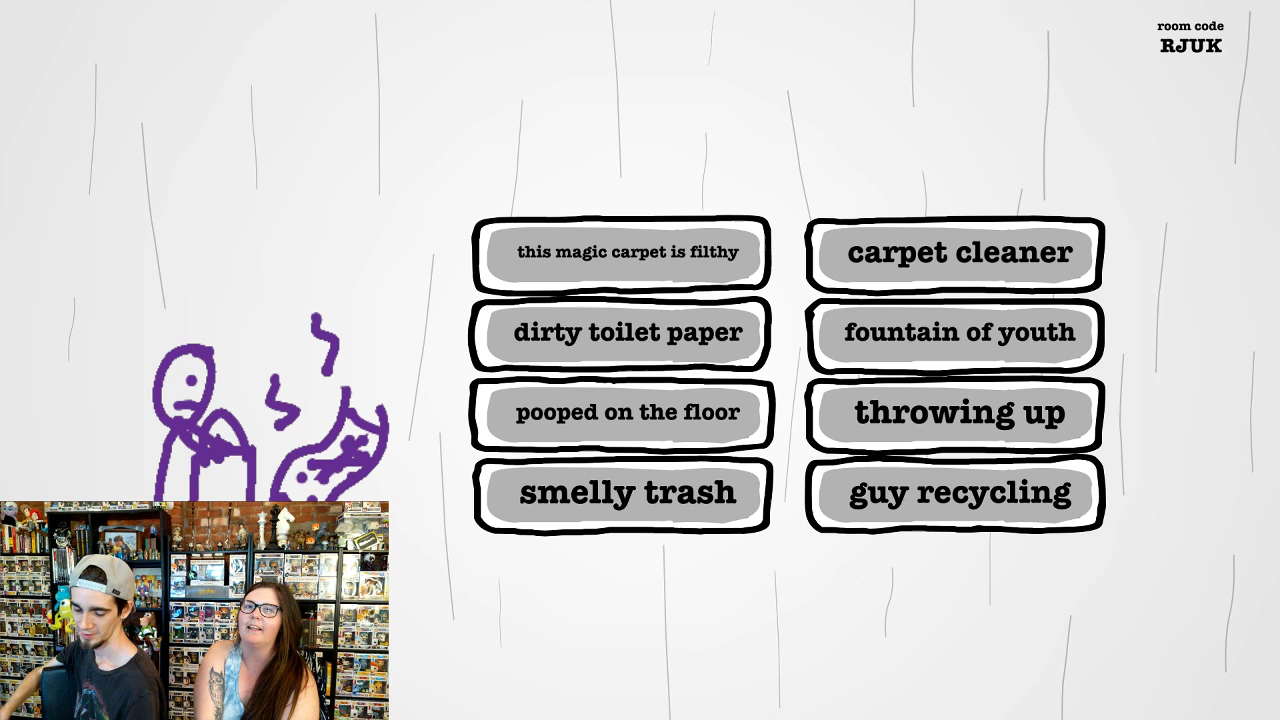 room code
RJUK
this magic carpet is filthy
carpet cleaner
dirty toilet paper
fountain of youth
pooped on the floor
throwing up
smelly trash
guy recycling